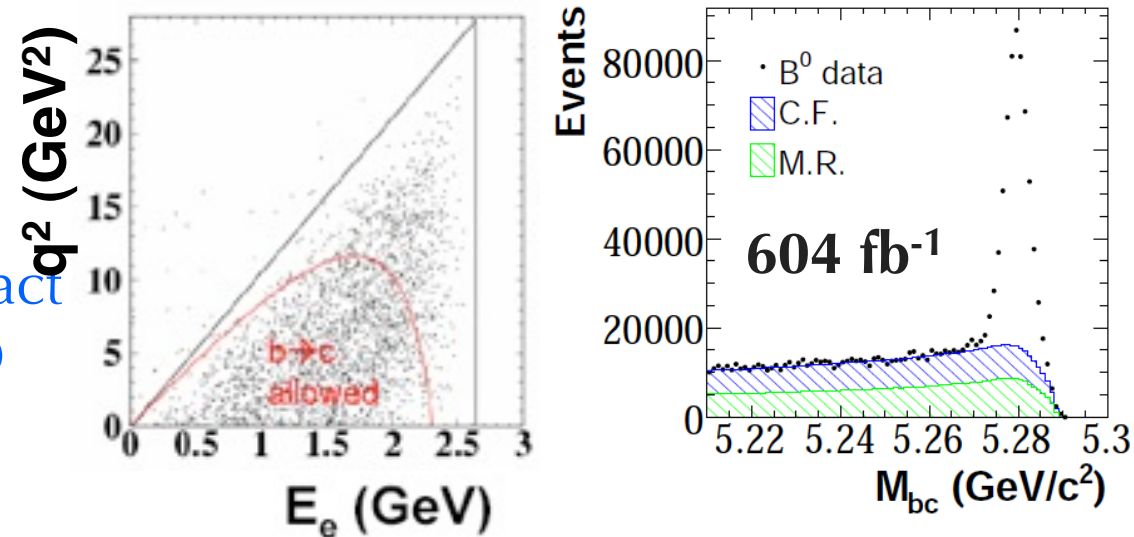 q² (GeV²)
25
20
15
10
5
0
b→c
allowed
0 0.5 1 1.5 2 2.5 3
Eₑ (GeV)
act
)
Events
80000
60000
40000
20000
0
B⁰ data
C.F.
M.R.
604 fb⁻¹
5.22 5.24 5.26 5.28 5.3
M_bc (GeV/c²)